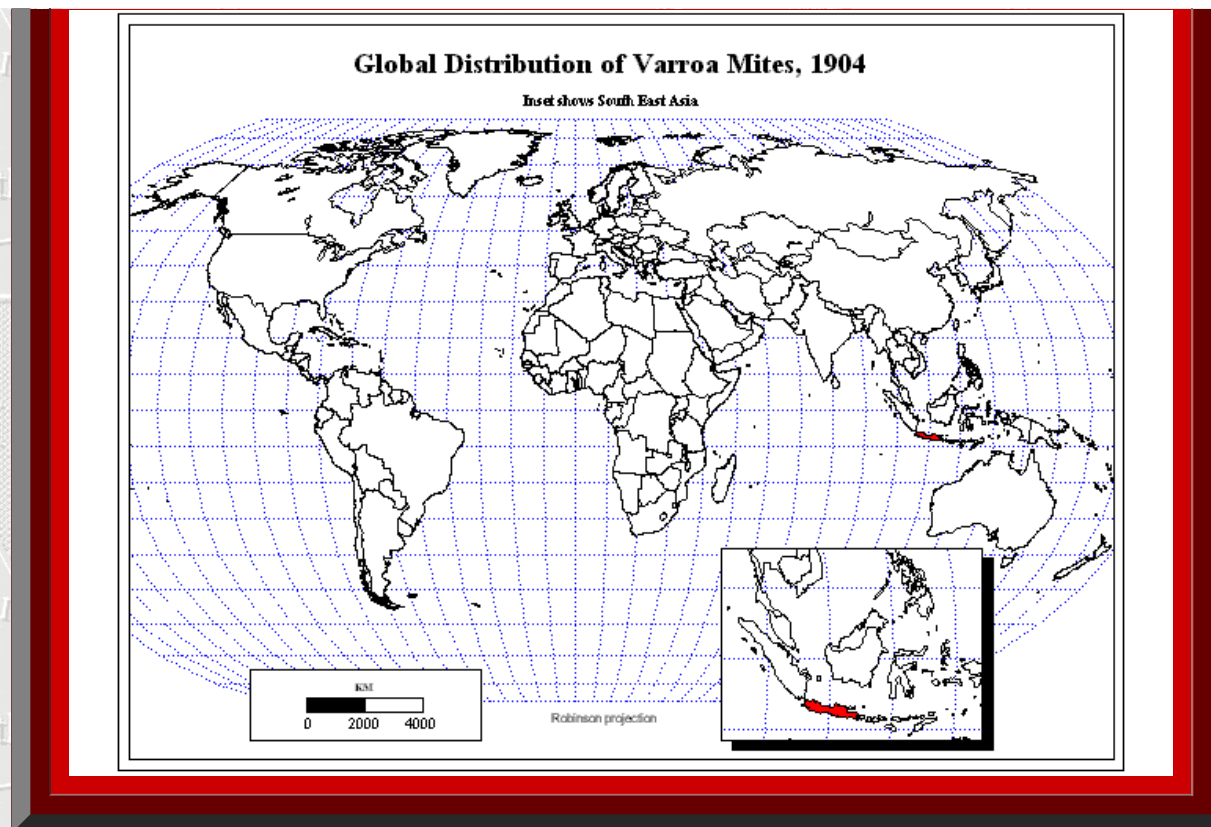 Global Distribution of Varroa Mites, 1904
Inset shows South East Asia
KM
0 2000 4000
Robinson projection